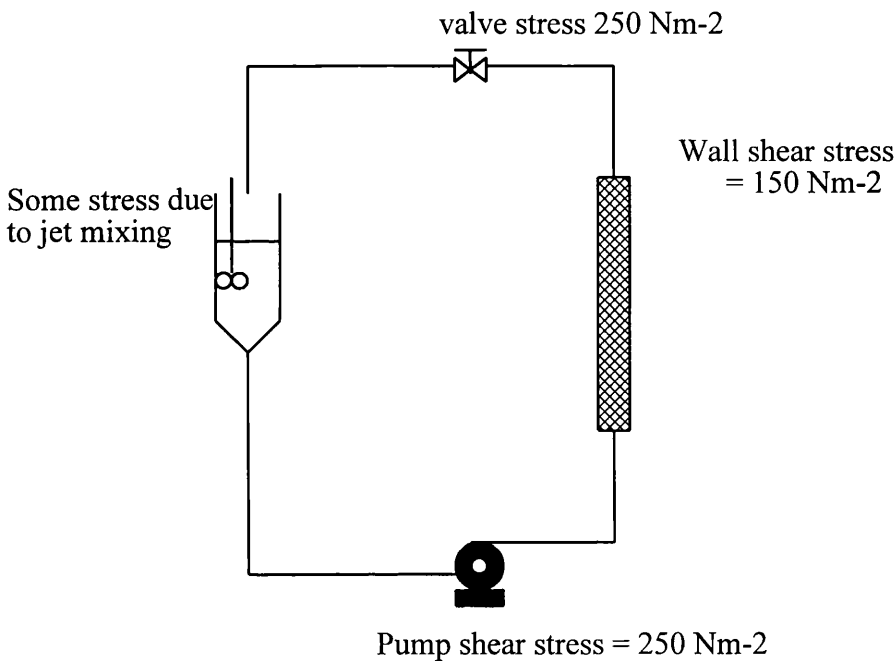 valve stress 250 Nm-2
Wall shear stress
= 150 Nm-2
Some stress due
to jet mixing
Pump shear stress = 250 Nm-2